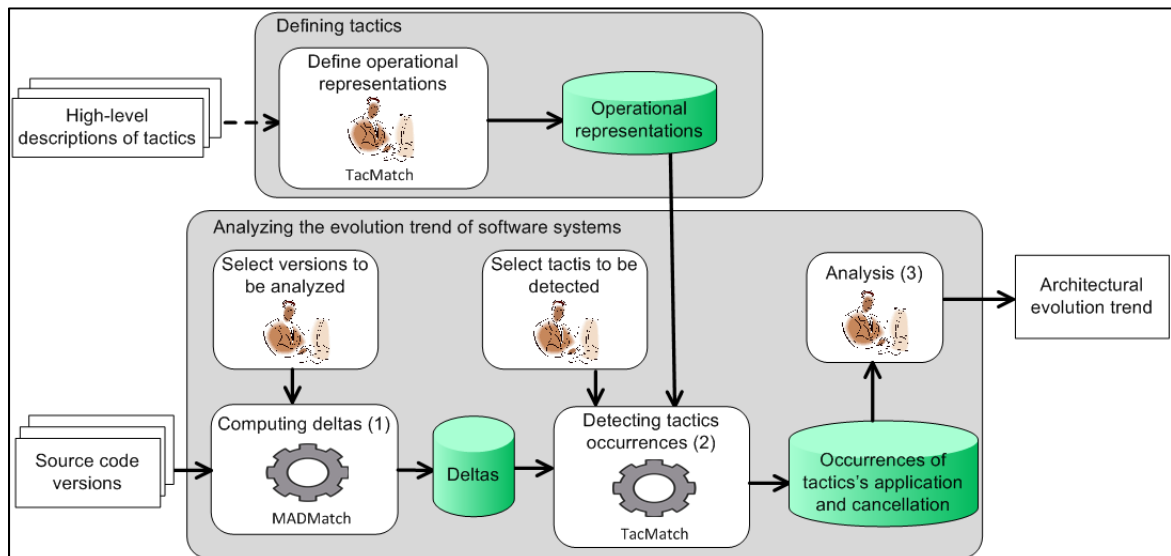 Defining tactics
Define operational
representations
TacMatch
High-level
descriptions of tactics
Operational
representations
Analyzing the evolution trend of software systems
Select versions to
be analyzed
Select tactis to be
detected
Analysis (3)
Architectural
evolution trend
Source code
versions
Computing deltas (1)
MADMatch
Deltas
Detecting tactics
occurrences (2)
TacMatch
Occurrences of
tactics's application
and cancellation